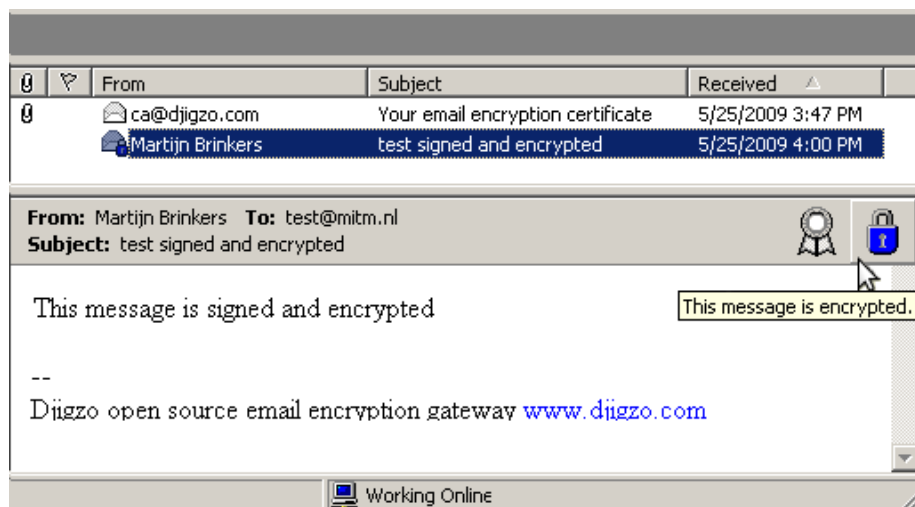 From Subject Received
ca@djigzo.com Your email encryption certificate 5/25/2009 3:47 PM
Martijn Brinkers test signed and encrypted 5/25/2009 4:00 PM
From: Martijn Brinkers To: test@mitm.nl
Subject: test signed and encrypted
This message is encrypted.
This message is signed and encrypted
--
Djigzo open source email encryption gateway www.djigzo.com
Working Online